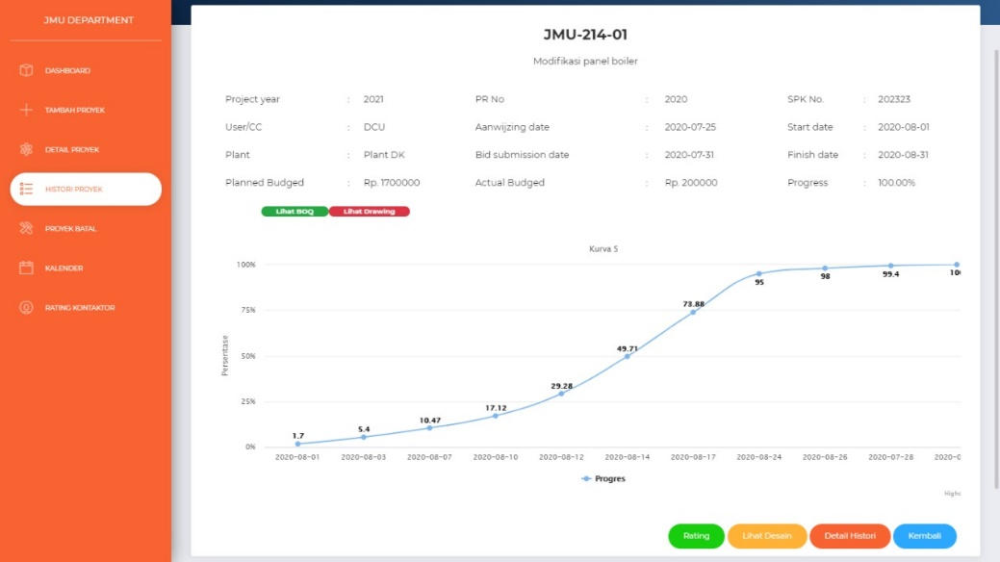 JMU DEPARTMENT
DASHBOARD
TAMBAH PROYEK
DETAIL PROYEK
HISTORI PROYEK
PROYEK BATAL
KALENDER
RATING KONTAKTOR
JMU-214-01
Modifikasi panel boiler
Project year : 2021 PR No : 2020 SPK No. : 202323
User/CC : DCU Aanwijzing date : 2020-07-25 Start date : 2020-08-01
Plant : Plant DK Bid submission date : 2020-07-31 Finish date : 2020-08-31
Planned Budged : Rp. 1700000 Actual Budged : Rp. 200000 Progress : 100.00%
Lihat BOQ Lihat Drawing
Kurva S
Persentase
100%
75%
50%
25%
0%
1.7 5.4 10.47 17.12 29.28 49.71 73.88 95 98 99.4 10
2020-08-01 2020-08-03 2020-08-07 2020-08-10 2020-08-12 2020-08-14 2020-08-17 2020-08-24 2020-08-26 2020-07-28 2020-0
Progres
Highc
Rating Lihat Desain Detail Histori Kembali